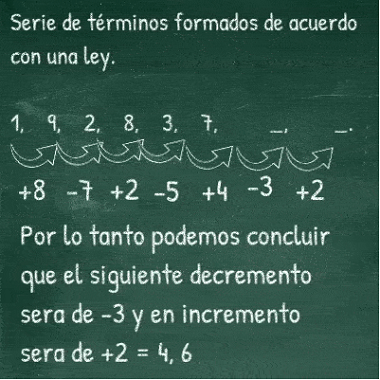 Serie de términos formados de acuerdo
con una ley.
1, 9, 2, 8, 3, 7, _, _.
+8 -7 +2 -5 +4 -3 +2
Por lo tanto podemos concluir
que el siguiente decremento
sera de -3 y en incremento
sera de +2 = 4, 6